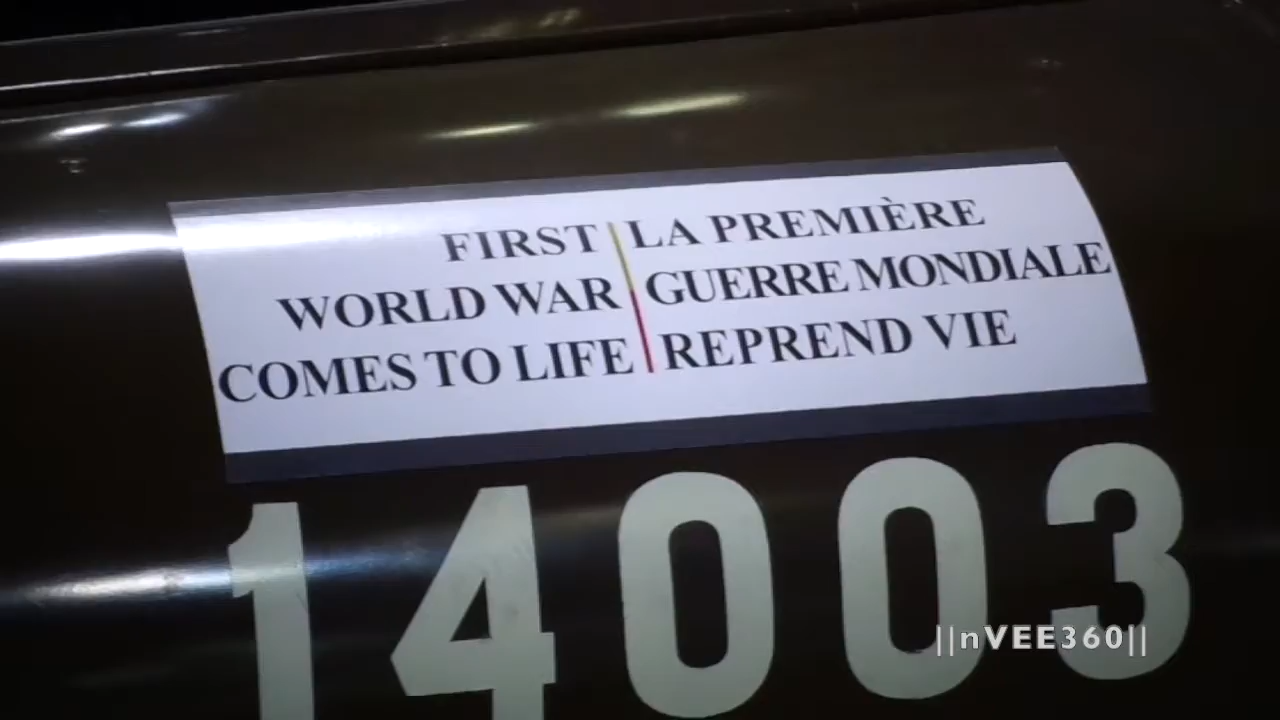 FIRST
WORLD WAR
COMES TO LIFE
LA PREMIÈRE
GUERRE MONDIALE
REPREND VIE
14003
||nVEE360||